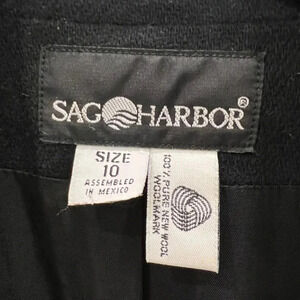 SAG HARBOR®
SIZE
10
ASSEMBLED
IN MEXICO
100% PURE NEW WOOL
WOOLMARK